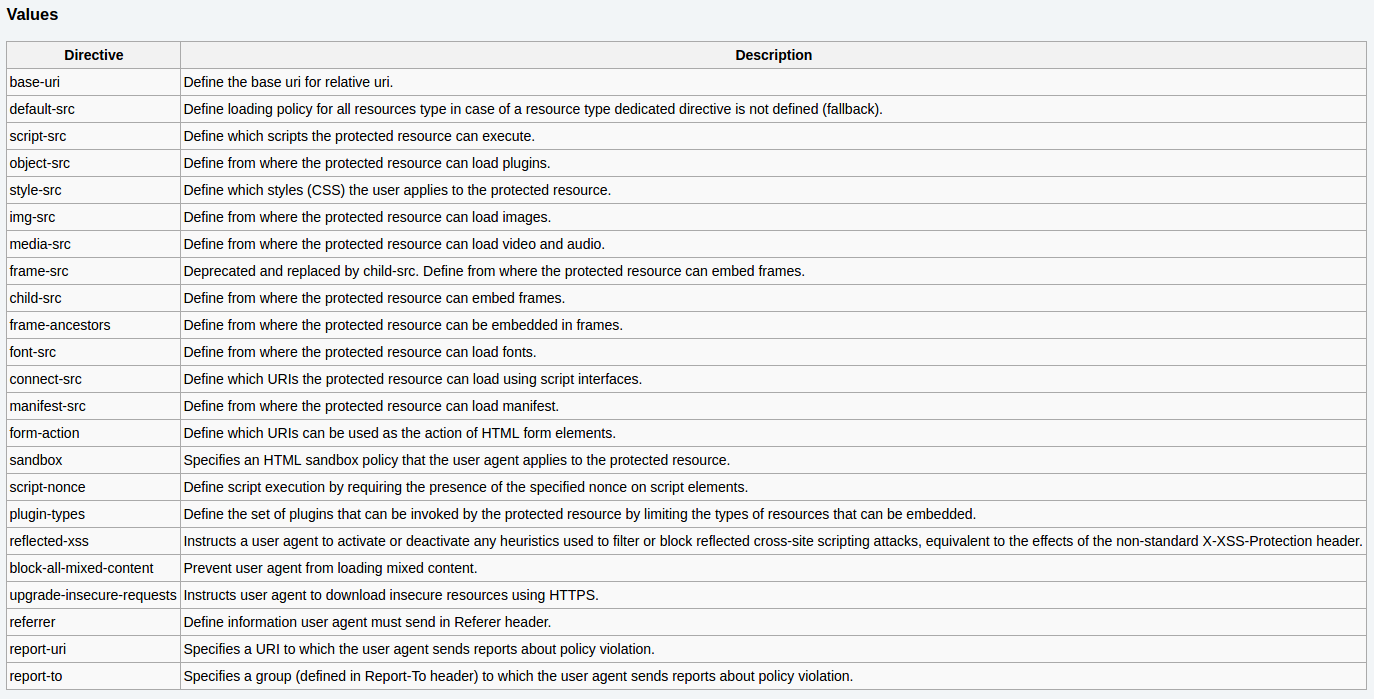 Values
Directive Description
base-uri Define the base uri for relative uri.
default-src Define loading policy for all resources type in case of a resource type dedicated directive is not defined (fallback).
script-src Define which scripts the protected resource can execute.
object-src Define from where the protected resource can load plugins.
style-src Define which styles (CSS) the user applies to the protected resource.
img-src Define from where the protected resource can load images.
media-src Define from where the protected resource can load video and audio.
frame-src Deprecated and replaced by child-src. Define from where the protected resource can embed frames.
child-src Define from where the protected resource can embed frames.
frame-ancestors Define from where the protected resource can be embedded in frames.
font-src Define from where the protected resource can load fonts.
connect-src Define which URIs the protected resource can load using script interfaces.
manifest-src Define from where the protected resource can load manifest.
form-action Define which URIs can be used as the action of HTML form elements.
sandbox Specifies an HTML sandbox policy that the user agent applies to the protected resource.
script-nonce Define script execution by requiring the presence of the specified nonce on script elements.
plugin-types Define the set of plugins that can be invoked by the protected resource by limiting the types of resources that can be embedded.
reflected-xss Instructs a user agent to activate or deactivate any heuristics used to filter or block reflected cross-site scripting attacks, equivalent to the effects of the non-standard X-XSS-Protection header.
block-all-mixed-content Prevent user agent from loading mixed content.
upgrade-insecure-requests Instructs user agent to download insecure resources using HTTPS.
referrer Define information user agent must send in Referer header.
report-uri Specifies a URI to which the user agent sends reports about policy violation.
report-to Specifies a group (defined in Report-To header) to which the user agent sends reports about policy violation.